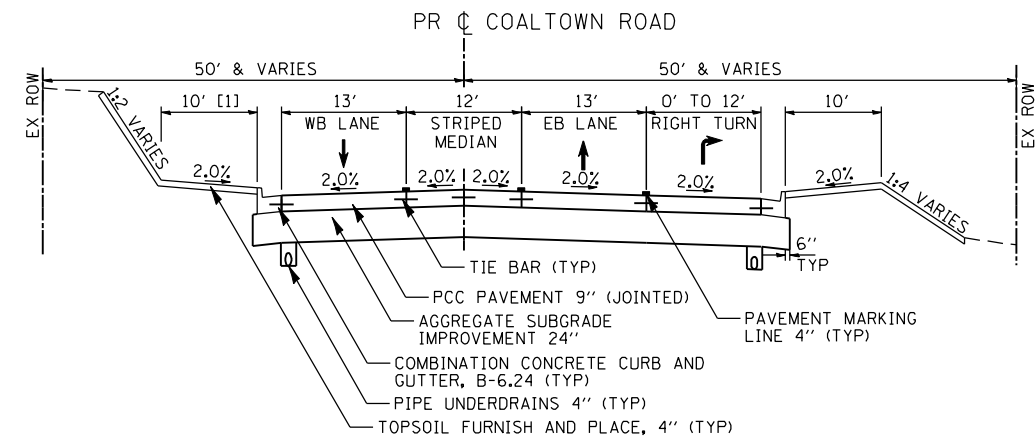 PR ℄ COALTOWN ROAD
50' & VARIES
50' & VARIES
EX ROW
1:2
VARIES
10' [1]
13'
12'
13'
0' TO 12'
10'
EX ROW
WB LANE
STRIPED
MEDIAN
EB LANE
RIGHT TURN
2.0%
2.0%
2.0%
2.0%
2.0%
2.0%
2.0%
1:4 VARIES
6"
TYP
TIE BAR (TYP)
PCC PAVEMENT 9" (JOINTED)
AGGREGATE SUBGRADE
IMPROVEMENT 24"
PAVEMENT MARKING
LINE 4" (TYP)
COMBINATION CONCRETE CURB AND
GUTTER, B-6.24 (TYP)
PIPE UNDERDRAINS 4" (TYP)
TOPSOIL FURNISH AND PLACE, 4" (TYP)